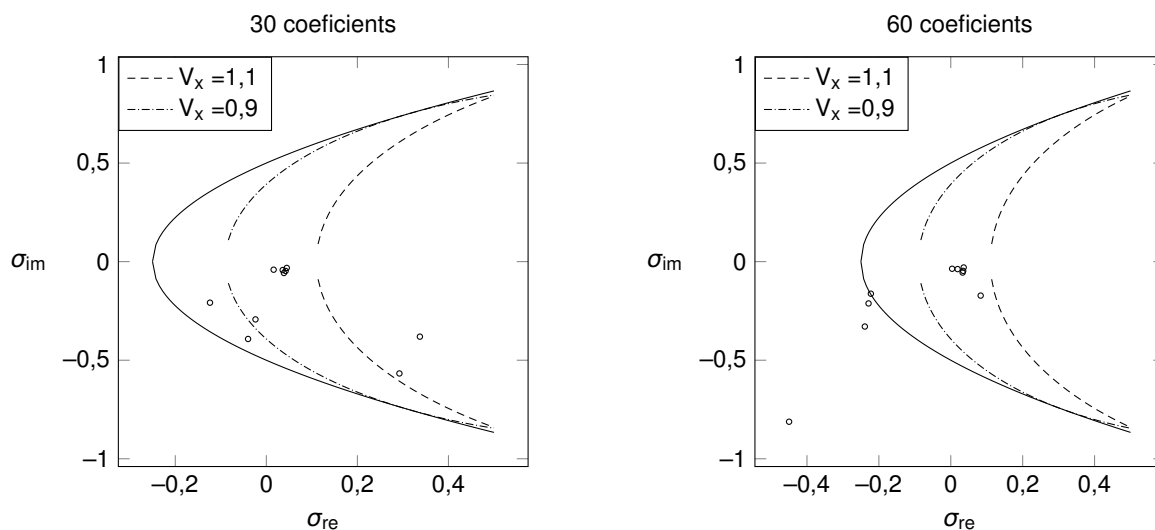 30 coeficients
V_x =1,1
V_x =0,9
1
0,5
0
−0,5
−1
σ_im
−0,2
0
0,2
0,4
σ_re
60 coeficients
V_x =1,1
V_x =0,9
1
0,5
0
−0,5
−1
σ_im
−0,4
−0,2
0
0,2
0,4
σ_re